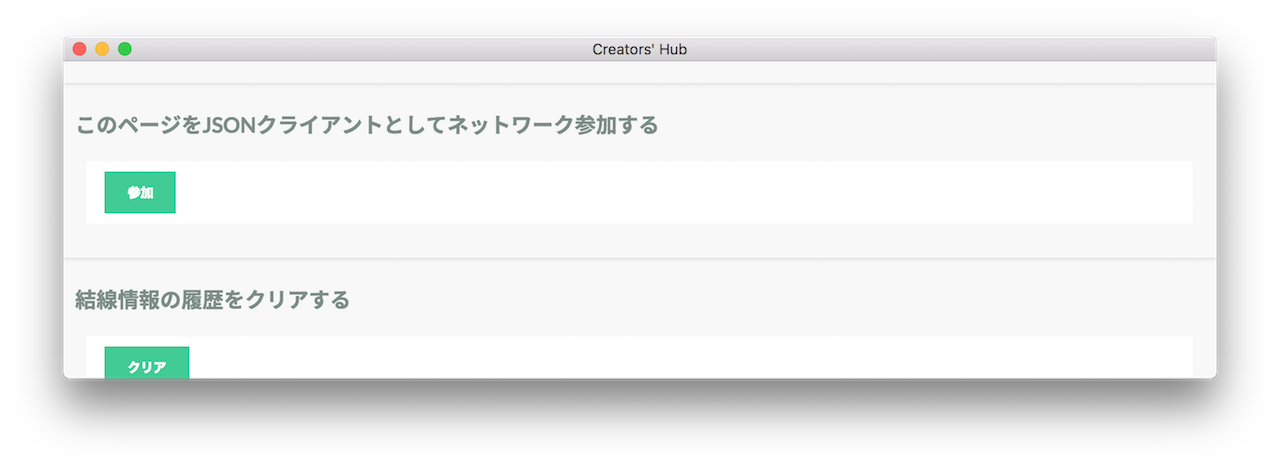 Creators' Hub
このページをJSONクライアントとしてネットワーク参加する
参加
結線情報の履歴をクリアする
クリア